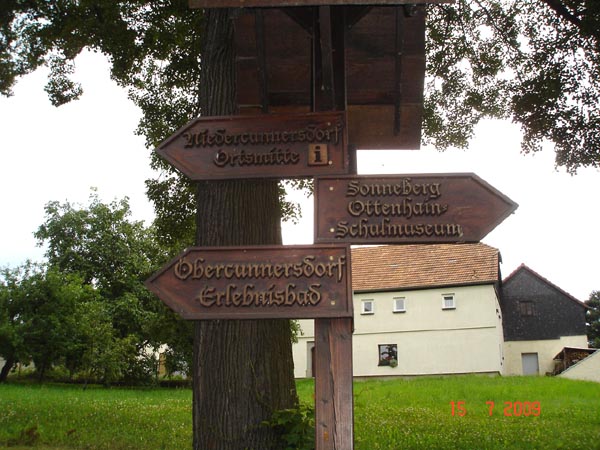 Niedercunnersdorf
Ortsmitte i
Sonneberg
Ottenhain-
Schulmuseum
Obercunnersdorf
Erlebnisbad
15 7 2009